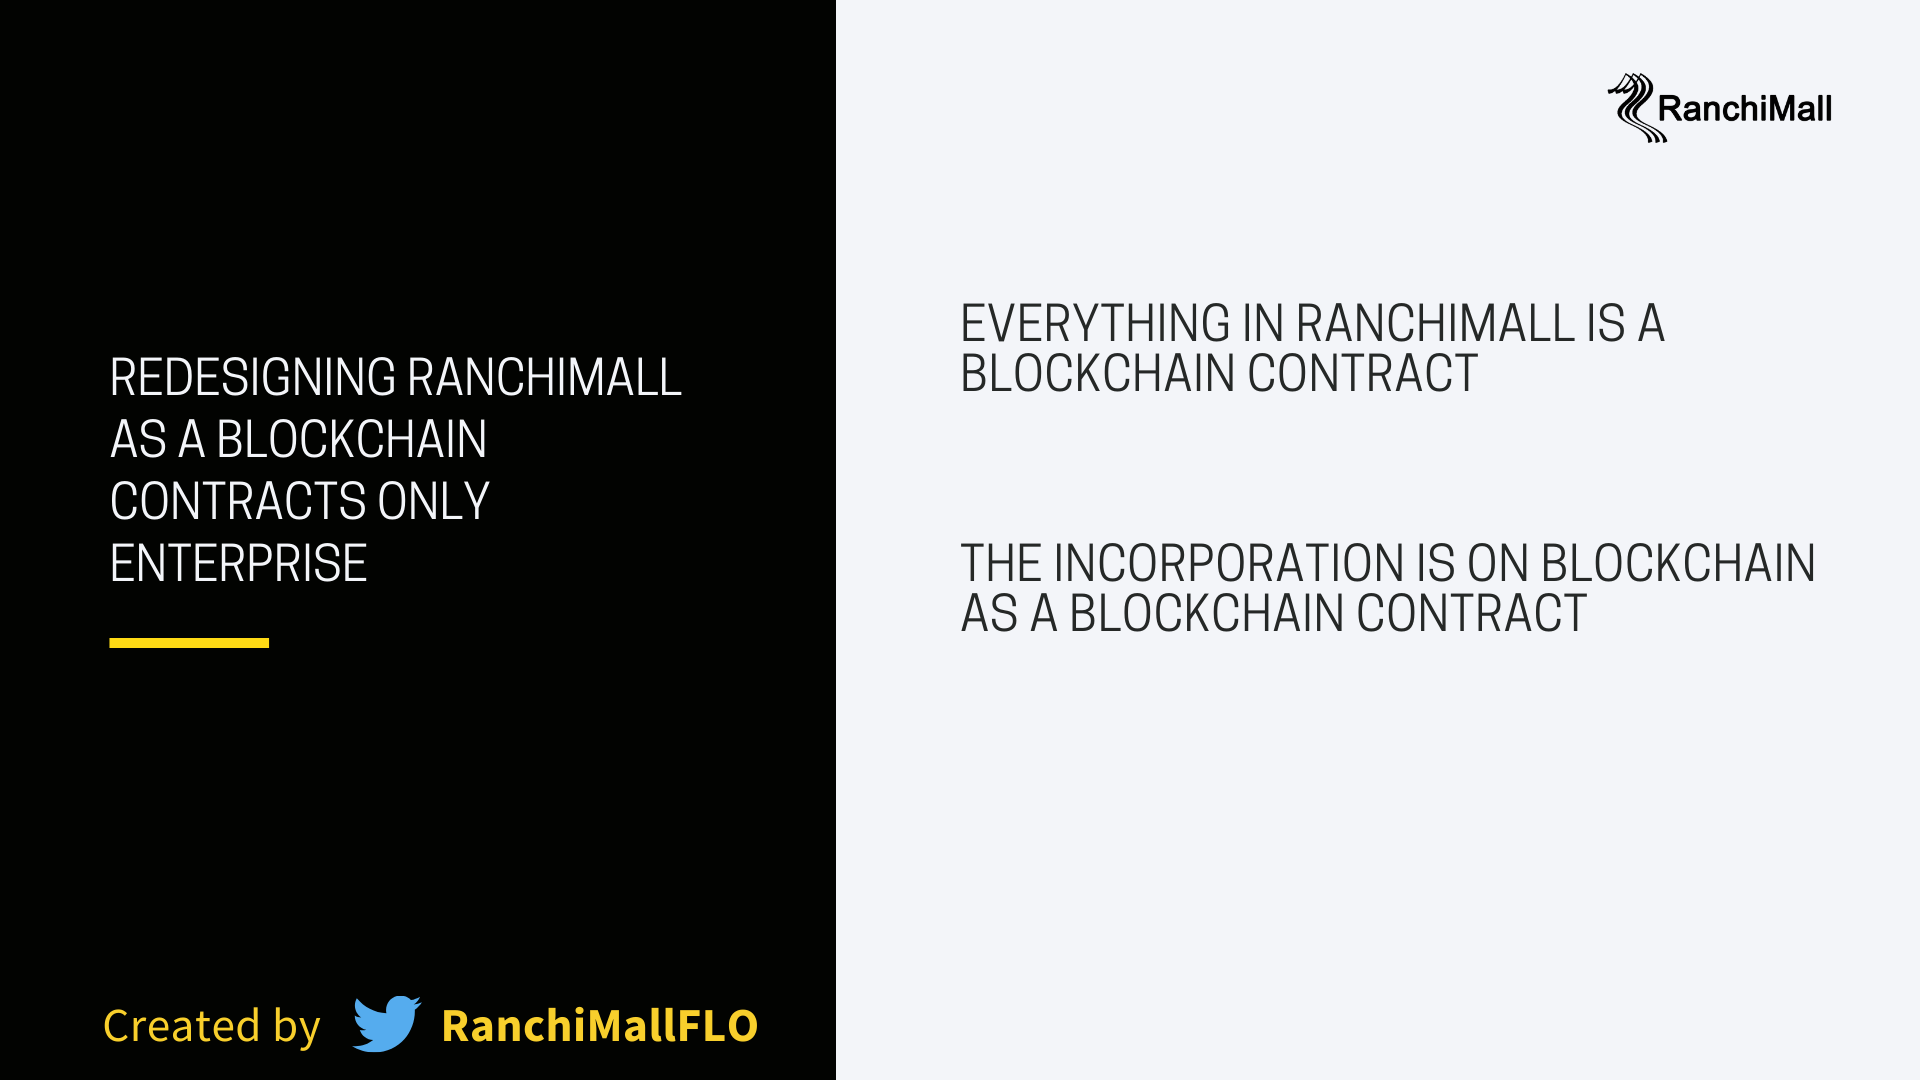 REDESIGNING RANCHIMALL
AS A BLOCKCHAIN
CONTRACTS ONLY
ENTERPRISE
Created by RanchiMallFLO
RanchiMall
EVERYTHING IN RANCHIMALL IS A
BLOCKCHAIN CONTRACT
THE INCORPORATION IS ON BLOCKCHAIN
AS A BLOCKCHAIN CONTRACT